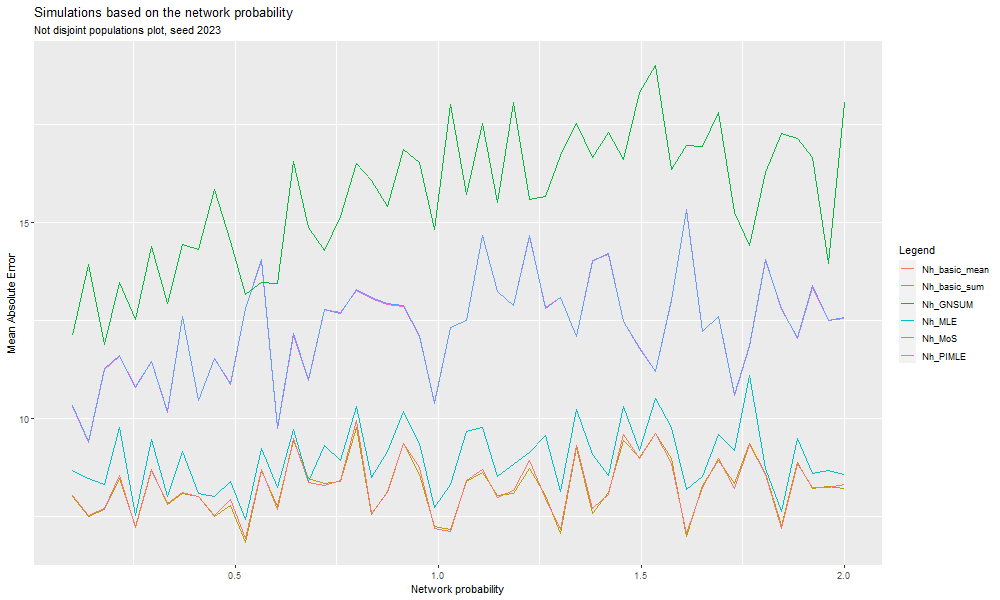 Simulations based on the network probability
Not disjoint populations plot, seed 2023
Mean Absolute Error
15
10
0.5
1.0
1.5
2.0
Network probability
Legend
Nh_basic_mean
Nh_basic_sum
Nh_GNSUM
Nh_MLE
Nh_MoS
Nh_PIMLE